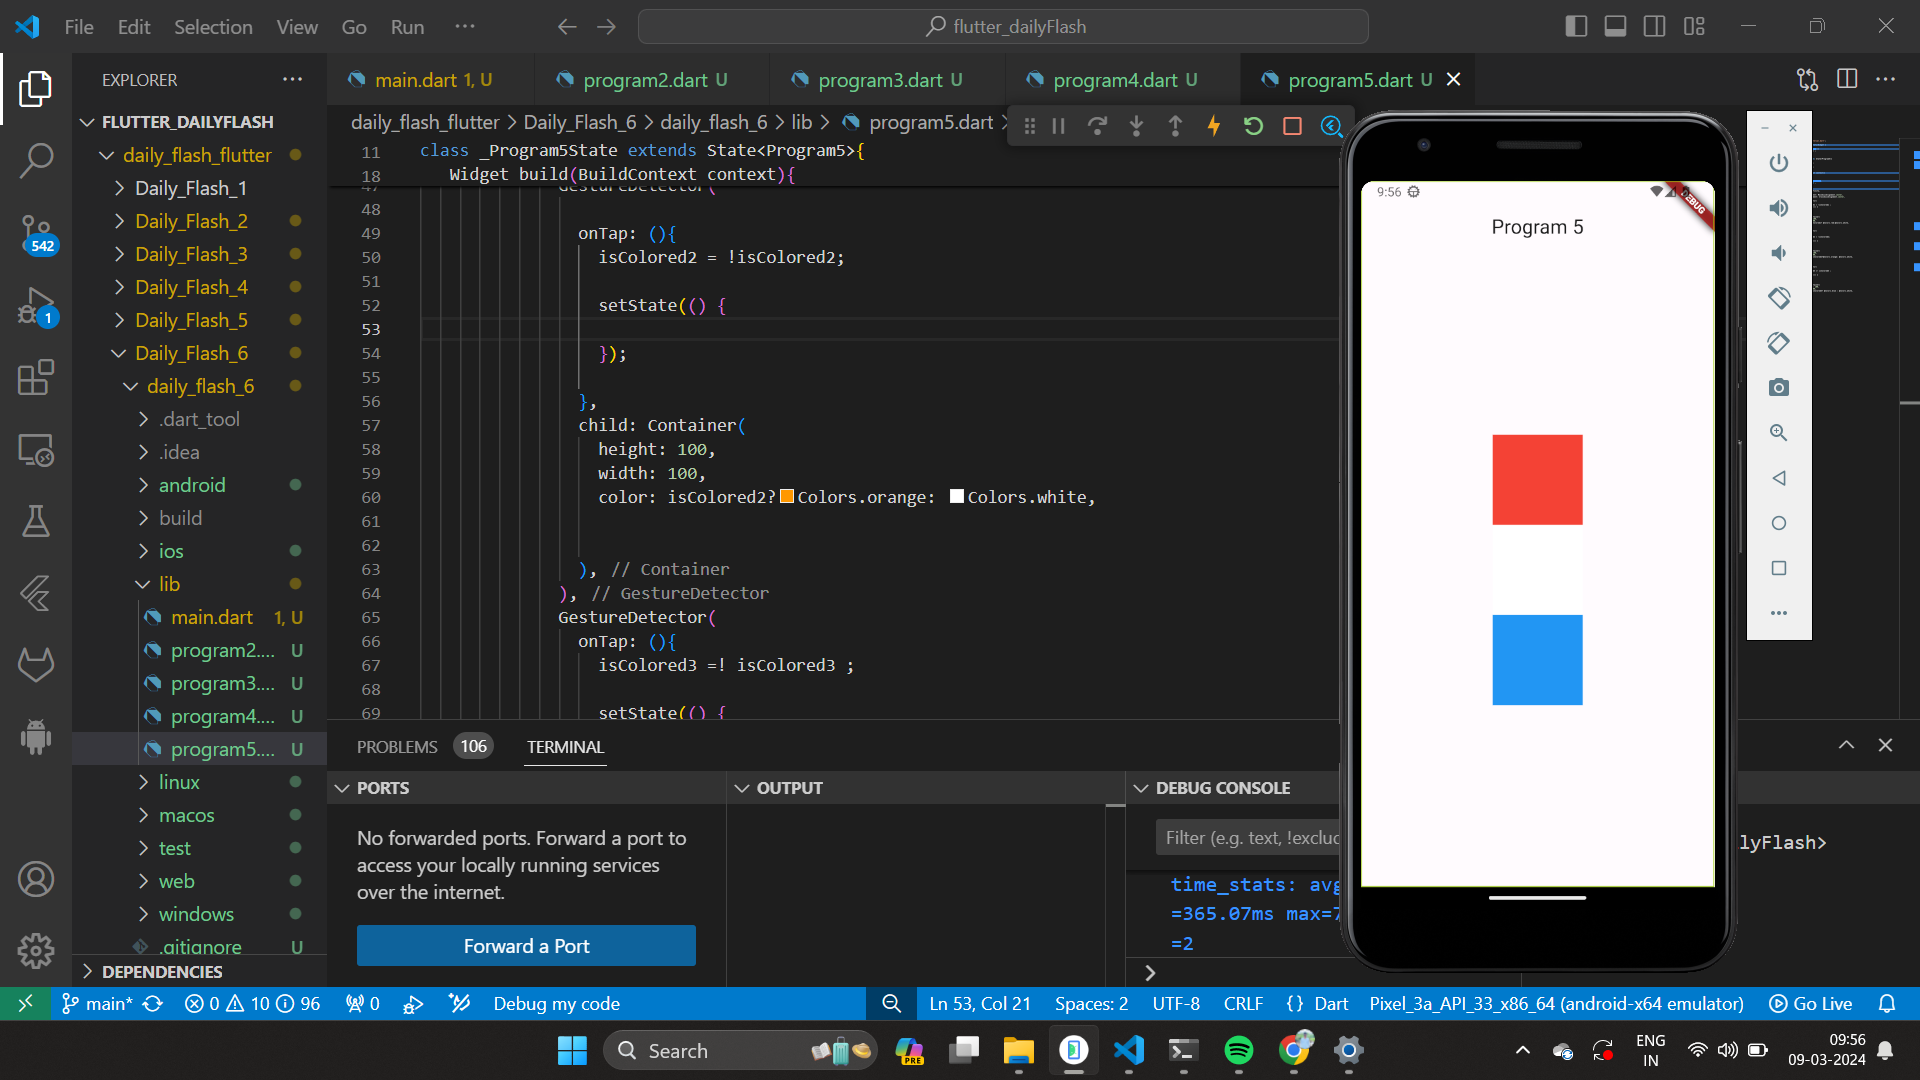 File Edit Selection View Go Run ···
flutter_dailyFlash
EXPLORER
main.dart 1, U
program2.dart U
program3.dart U
program4.dart U
program5.dart U
FLUTTER_DAILYFLASH
daily_flash_flutter
Daily_Flash_1
Daily_Flash_2
Daily_Flash_3
Daily_Flash_4
Daily_Flash_5
Daily_Flash_6
daily_flash_6
.dart_tool
.idea
android
build
ios
lib
main.dart 1, U
program2.... U
program3.... U
program4.... U
program5.... U
linux
macos
test
web
windows
.gitignore U
DEPENDENCIES
542
1
daily_flash_flutter > Daily_Flash_6 > daily_flash_6 > lib > program5.dart >
11 class _Program5State extends State<Program5>{
18 Widget build(BuildContext context){
47 GestureDetector(
48
49 onTap: (){
50 isColored2 = !isColored2;
51
52 setState(() {
53
54 });
55
56 },
57 child: Container(
58 height: 100,
59 width: 100,
60 color: isColored2?Colors.orange: Colors.white,
61
62
63 ), // Container
64 ), // GestureDetector
65 GestureDetector(
66 onTap: (){
67 isColored3 =! isColored3 ;
68
69 setState(() {
9:56
DEBUG
Program 5
PROBLEMS 106 TERMINAL
PORTS
No forwarded ports. Forward a port to
access your locally running services
over the internet.
Forward a Port
OUTPUT
DEBUG CONSOLE
Filter (e.g. text, !exclu
time_stats: avg
=365.07ms max=7
=2
lyFlash>
main* 0 10 96 0 Debug my code Ln 53, Col 21 Spaces: 2 UTF-8 CRLF {} Dart Pixel_3a_API_33_x86_64 (android-x64 emulator) Go Live
Search
PRE
ENG
IN
09:56
09-03-2024